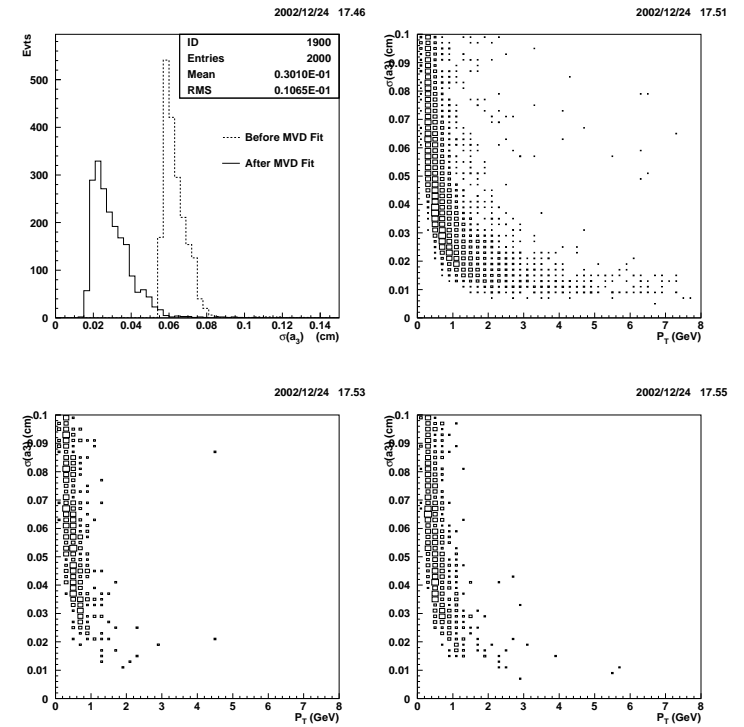 2002/12/24 17.46
Evts
ID 1900
Entries 2000
Mean 0.3010E-01
RMS 0.1065E-01
Before MVD Fit
After MVD Fit
500
400
300
200
100
0
0 0.02 0.04 0.06 0.08 0.1 0.12 0.14
σ(a3) (cm)
2002/12/24 17.51
σ(a3) (cm)
0.1
0.09
0.08
0.07
0.06
0.05
0.04
0.03
0.02
0.01
0
0 1 2 3 4 5 6 7 8
PT (GeV)
2002/12/24 17.53
σ(a3) (cm)
0.1
0.09
0.08
0.07
0.06
0.05
0.04
0.03
0.02
0.01
0
0 1 2 3 4 5 6 7 8
PT (GeV)
2002/12/24 17.55
σ(a3) (cm)
0.1
0.09
0.08
0.07
0.06
0.05
0.04
0.03
0.02
0.01
0
0 1 2 3 4 5 6 7 8
PT (GeV)